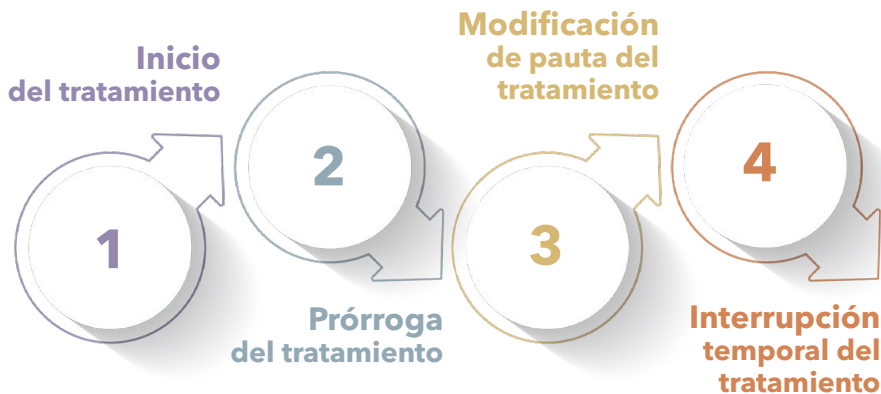 1
Inicio
del tratamiento
2
Prórroga
del tratamiento
3
Modificación
de pauta del
tratamiento
4
Interrupción
temporal del
tratamiento